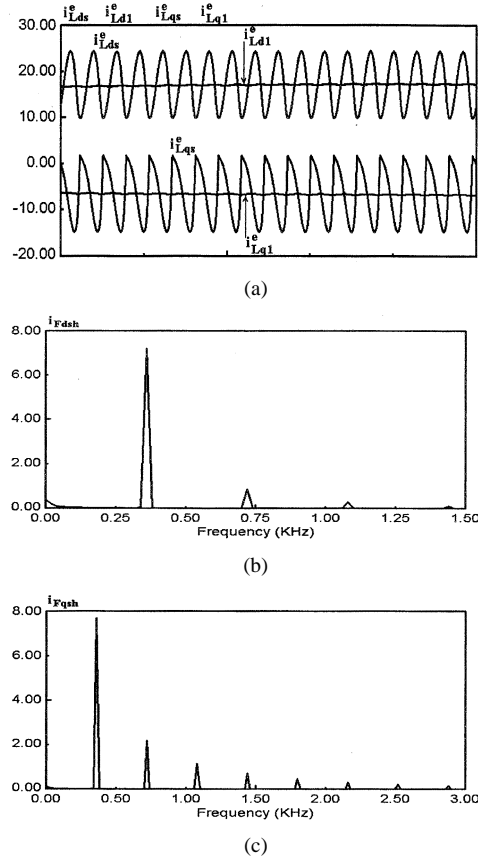 i^e_Lds i^e_Ld1 i^e_Lqs i^e_Lq1
30.00
i^e_Lds
i^e_Ld1
20.00
10.00
0.00
i^e_Lqs
-10.00
i^e_Lq1
-20.00
(a)
i_Fdsh
8.00
6.00
4.00
2.00
0.00
0.00 0.25 0.50 0.75 1.00 1.25 1.50
Frequency (KHz)
(b)
i_Fqsh
8.00
6.00
4.00
2.00
0.00
0.00 0.50 1.00 1.50 2.00 2.50 3.00
Frequency (KHz)
(c)